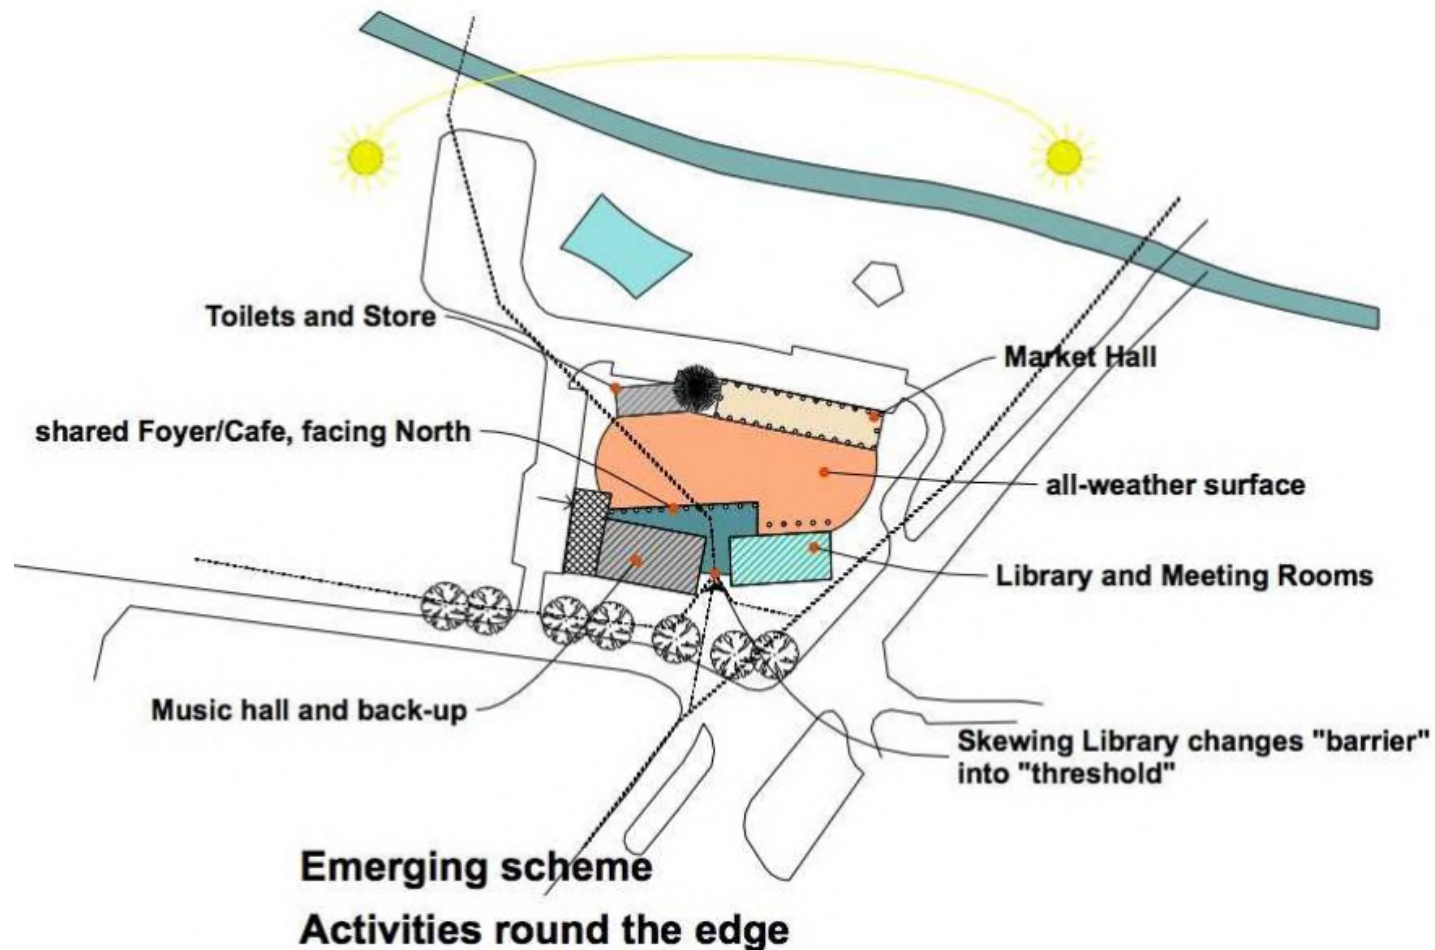 Toilets and Store
Market Hall
shared Foyer/Cafe, facing North
all-weather surface
Library and Meeting Rooms
Music hall and back-up
Skewing Library changes "barrier"
into "threshold"
Emerging scheme
Activities round the edge